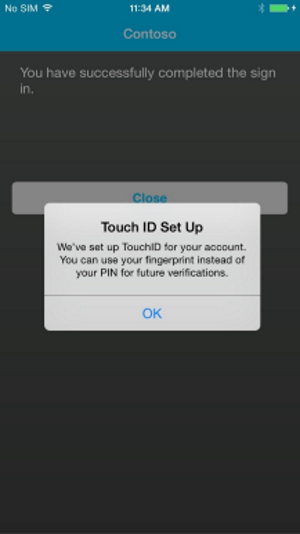 No SIM 11:34 AM
Contoso
You have successfully completed the sign
in.
Close
Touch ID Set Up
We've set up TouchID for your account.
You can use your fingerprint instead of
your PIN for future verifications.
OK